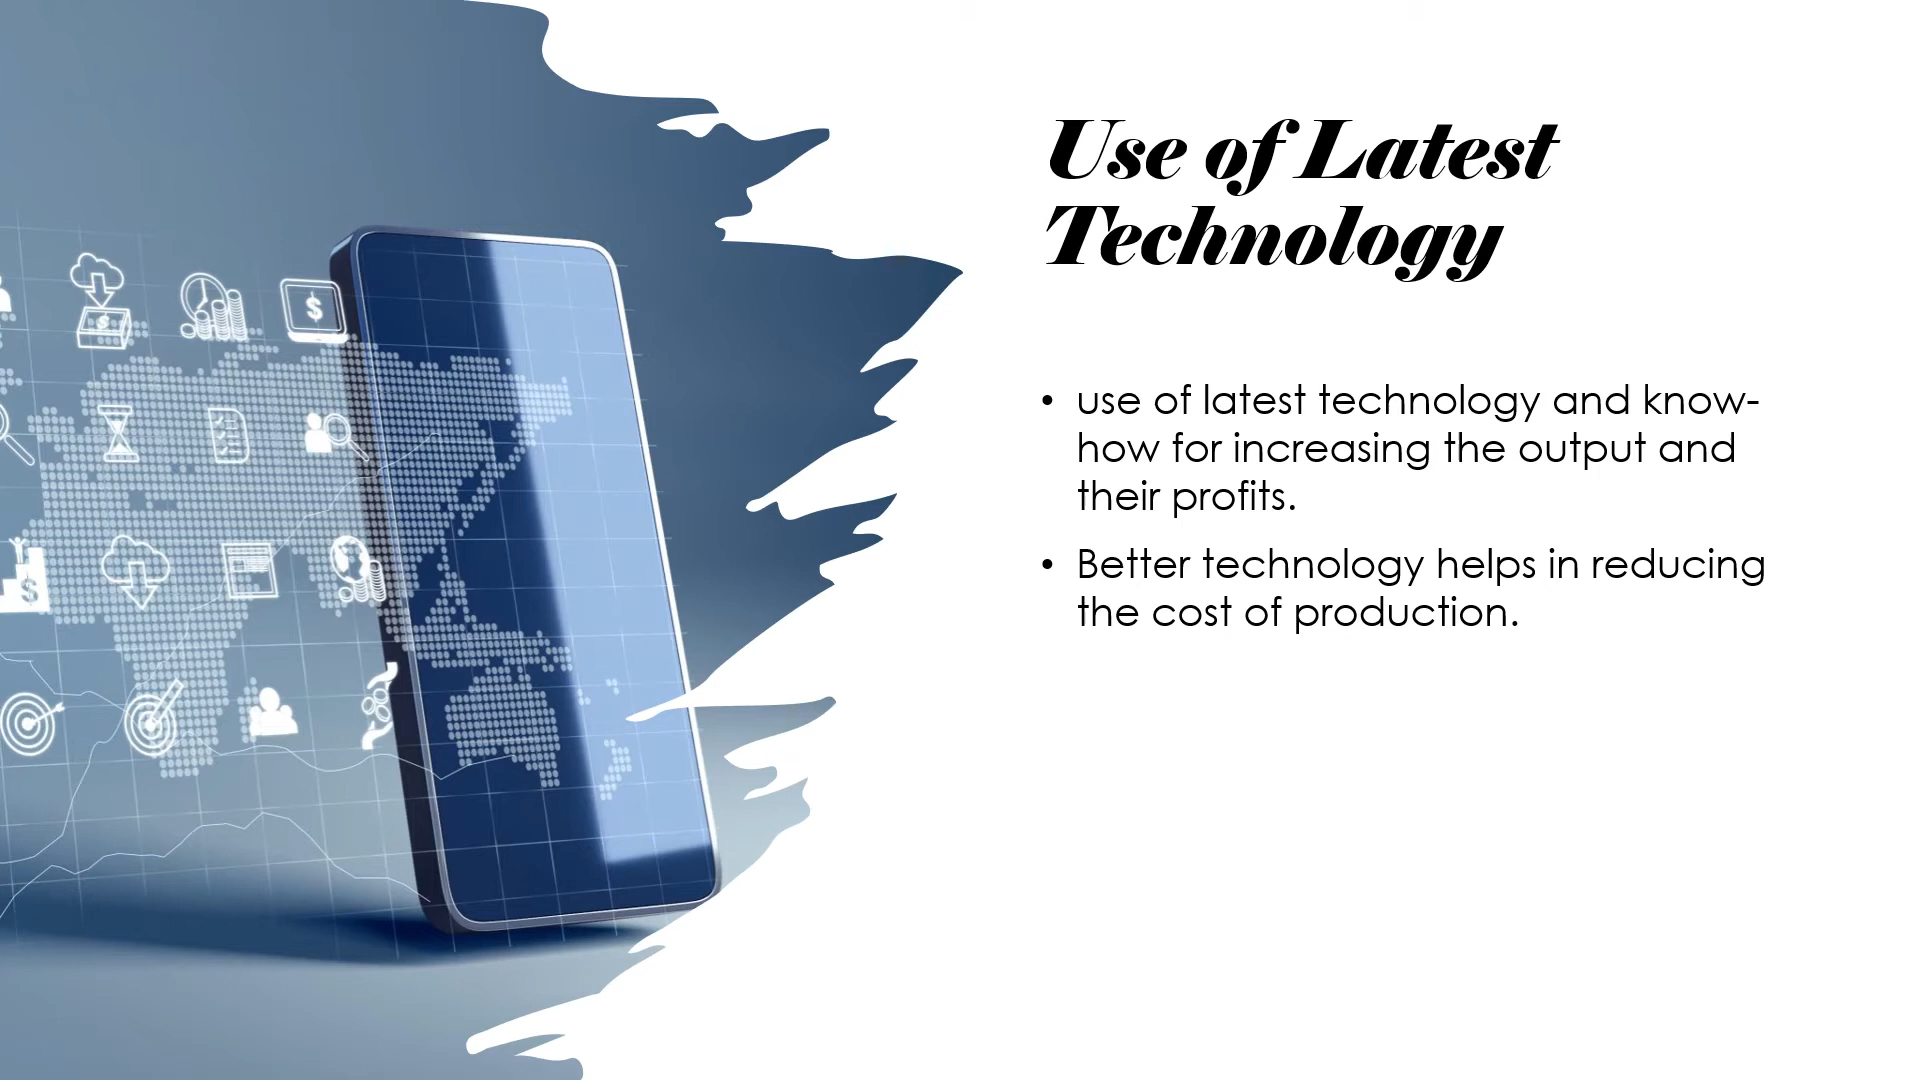 Use of Latest
Technology
• use of latest technology and know-
how for increasing the output and
their profits.
• Better technology helps in reducing
the cost of production.